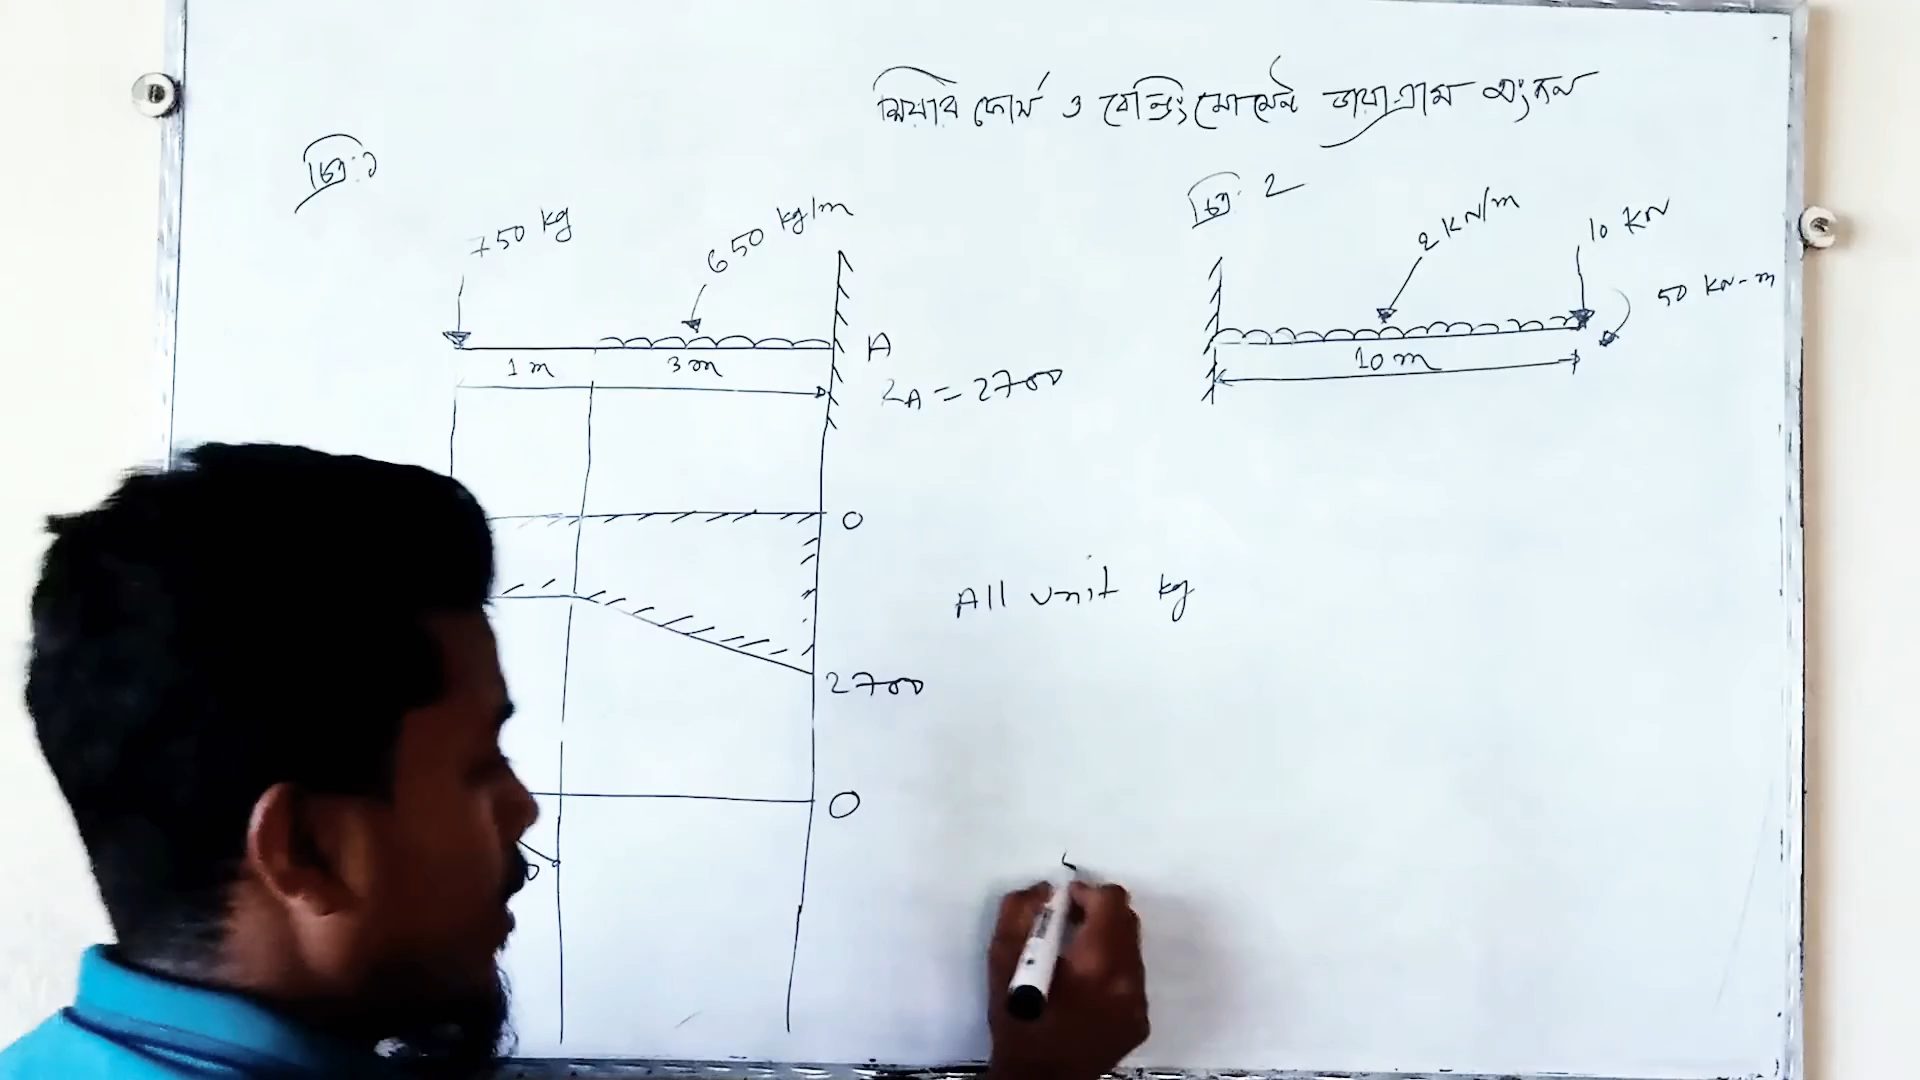 শিয়ার ফোর্স ও বেন্ডিং মোমেন্ট ডায়াগ্রাম অংকন
চিত্র: ১
750 kg
650 kg/m
A
1 m
3 m
RA = 2700
0
2700
0
All unit kg
চিত্র: 2
2 KN/m
10 KN
50 KN-m
10 m